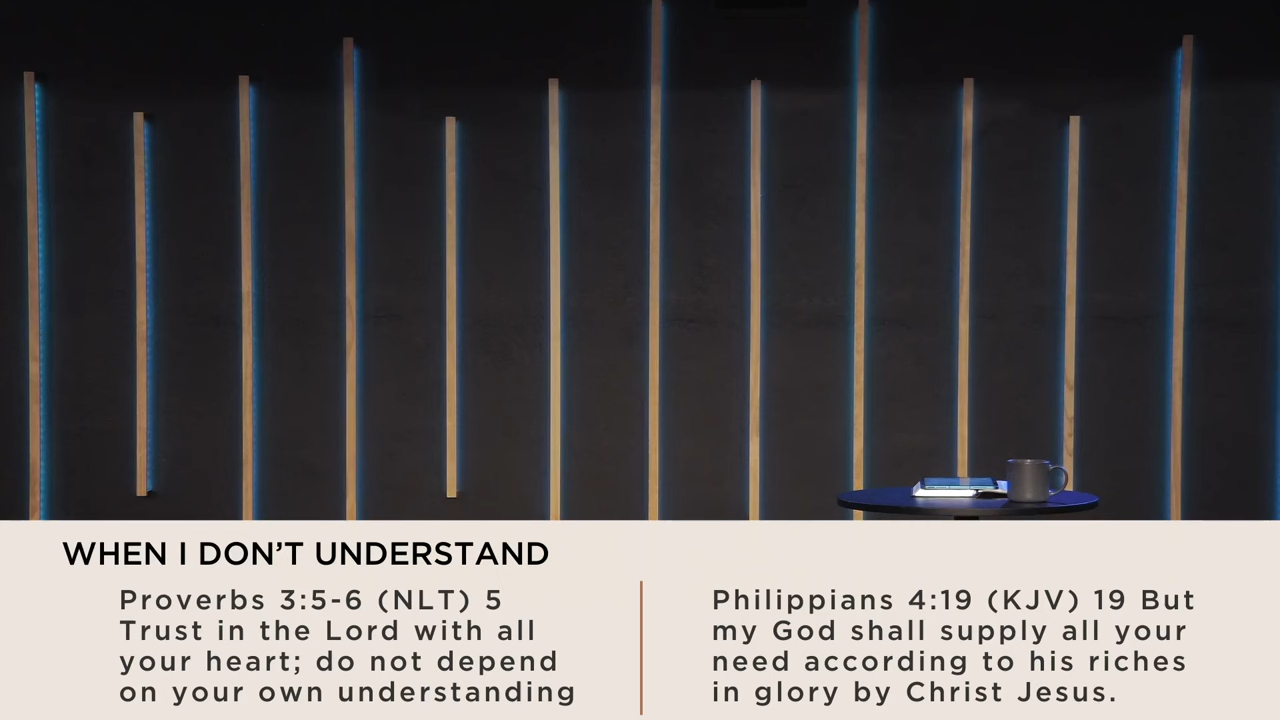 WHEN I DON'T UNDERSTAND
Proverbs 3:5-6 (NLT) 5
Trust in the Lord with all
your heart; do not depend
on your own understanding
Philippians 4:19 (KJV) 19 But
my God shall supply all your
need according to his riches
in glory by Christ Jesus.